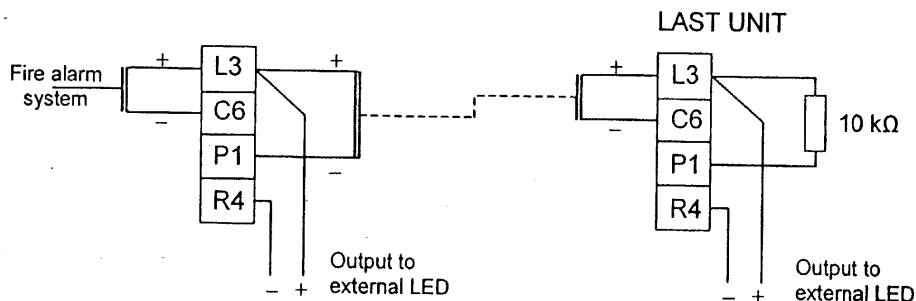 LAST UNIT
Fire alarm
system
+
–
L3
C6
P1
R4
+
–
– +
Output to
external LED
+
–
L3
C6
P1
R4
10 kΩ
– +
Output to
external LED